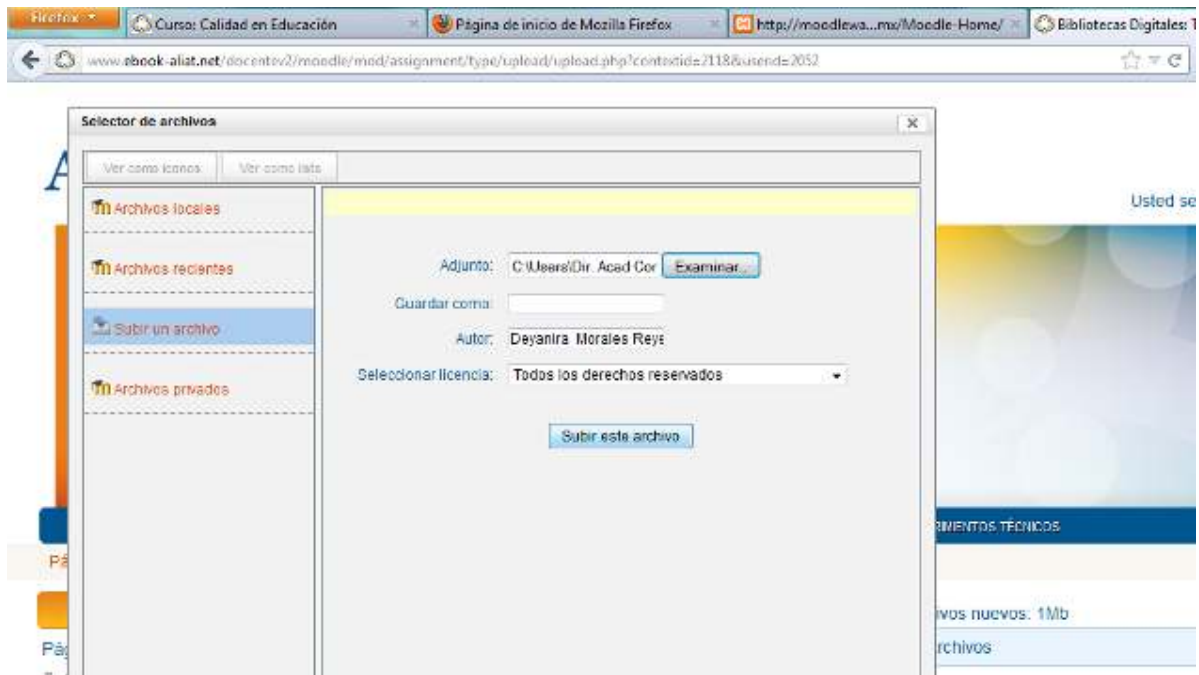 Firefox
Curso: Calidad en Educación
Página de inicio de Mozilla Firefox
http://moodlewa...mx/Moodle-Home/
Bibliotecas Digitales: T
www.ebook-aliat.net/docentev2/moodle/mod/assignment/type/upload/upload.php?contextid=2118&userid=2052
Selector de archivos
Ver como iconos
Ver como lista
A
Usted se
Archivos locales
Archivos recientes
Subir un archivo
Archivos privados
Adjunto: C:\Users\Dir. Acad Cor Examinar...
Guardar como:
Autor: Deyanira Morales Reye
Seleccionar licencia: Todos los derechos reservados
Subir este archivo
RIMIENTOS TÉCNICOS
Pá
ivos nuevos: 1Mb
Pág
rchivos